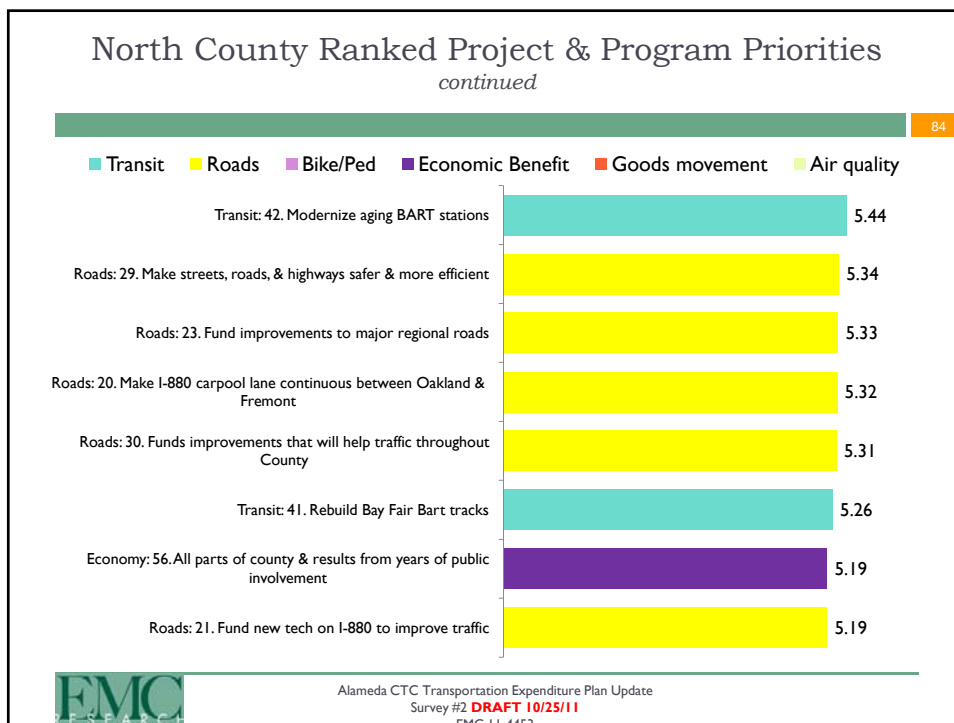 North County Ranked Project & Program Priorities
continued
84
Transit Roads Bike/Ped Economic Benefit Goods movement Air quality
Transit: 42. Modernize aging BART stations 5.44
Roads: 29. Make streets, roads, & highways safer & more efficient 5.34
Roads: 23. Fund improvements to major regional roads 5.33
Roads: 20. Make I-880 carpool lane continuous between Oakland &
Fremont 5.32
Roads: 30. Funds improvements that will help traffic throughout
County 5.31
Transit: 41. Rebuild Bay Fair Bart tracks 5.26
Economy: 56. All parts of county & results from years of public
involvement 5.19
Roads: 21. Fund new tech on I-880 to improve traffic 5.19
EMC
RESEARCH
Alameda CTC Transportation Expenditure Plan Update
Survey #2 DRAFT 10/25/11
EMC 11-4452